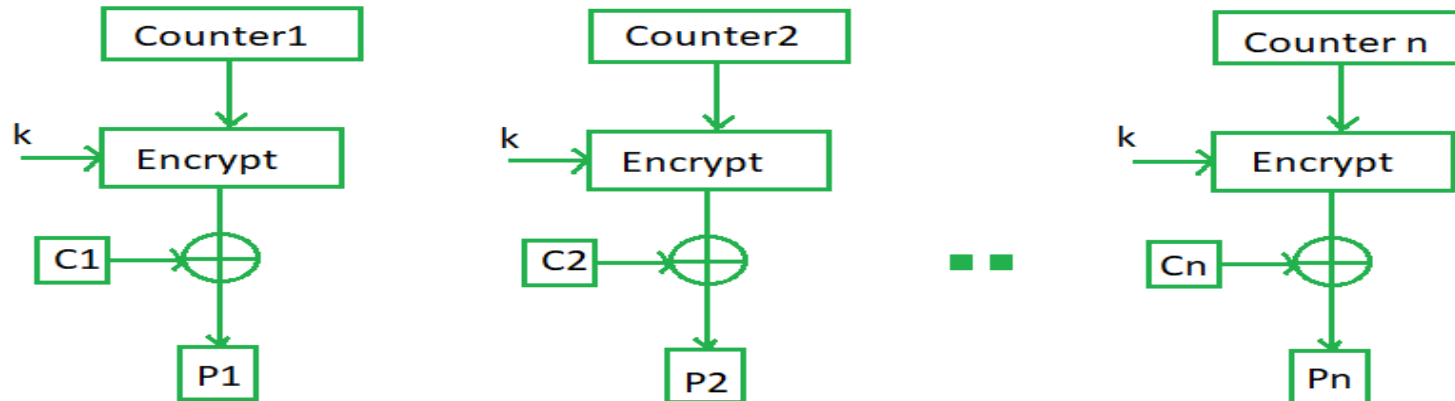 Counter1 Counter2 Counter n
k Encrypt k Encrypt k Encrypt
C1 C2 Cn
P1 P2 Pn